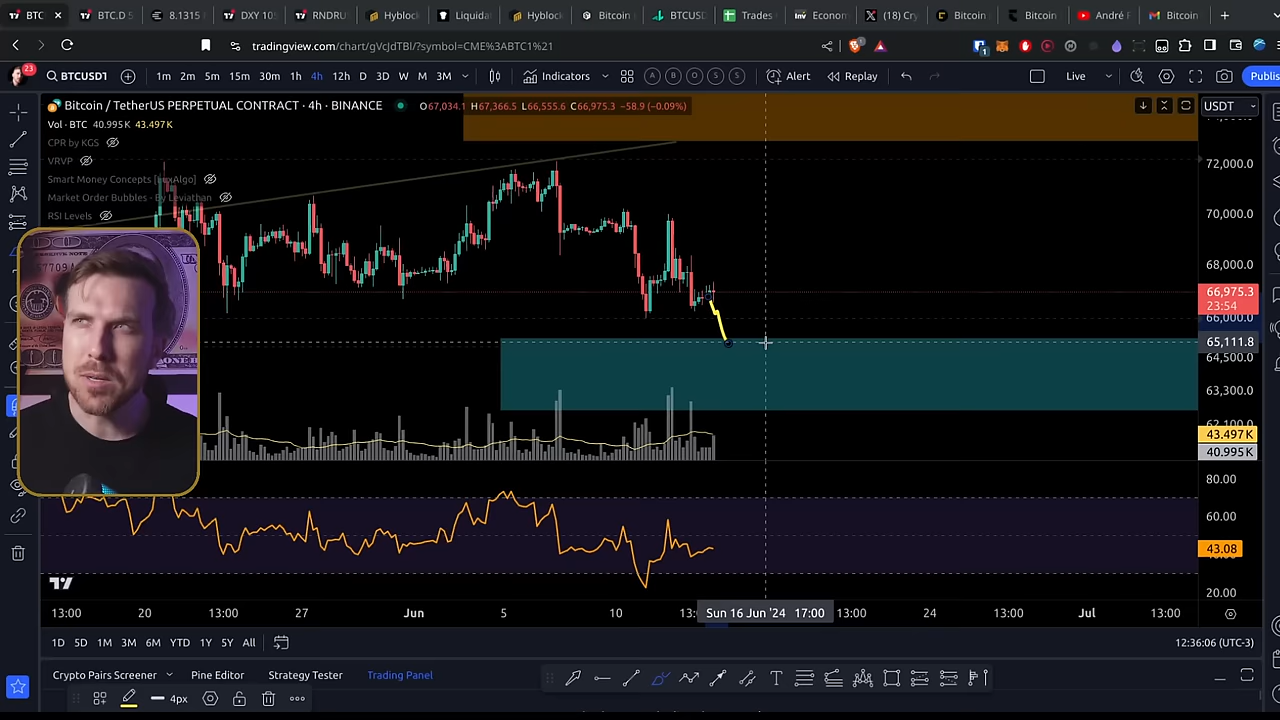 BTC
BTC.D 5
8.1315
DXY 105
RNDRU
Hyblock
Liquida
Hyblock
Bitcoin
BTCUSD
Trades
Econom
(18) Cry
Bitcoin
Bitcoin
André F
Bitcoin
tradingview.com/chart/gVcJdTBI/?symbol=CME%3ABTC1%21
23
BTCUSD1
1m 2m 5m 15m 30m 1h 4h 12h D 3D W M 3M
Indicators
A B O S S
Alert
Replay
Live
Publis
Bitcoin / TetherUS PERPETUAL CONTRACT · 4h · BINANCE
O67,034.1 H67,366.5 L66,555.6 C66,975.3 −58.9 (−0.09%)
USDT
Vol · BTC 40.995K 43.497K
CPR by KGS
VRVP
Smart Money Concepts [LuxAlgo]
Market Order Bubbles - By Leviathan
RSI Levels
72,000.0
70,000.0
68,000.0
66,975.3
23:54
66,000.0
65,111.8
64,500.0
63,300.0
62,100.0
43.497K
40.995K
80.00
60.00
43.08
20.00
13:00 20 13:00 27 Jun 5 10 13: Sun 16 Jun '24 17:00 13:00 24 13:00 Jul 13:00
1D 5D 1M 3M 6M YTD 1Y 5Y All
12:36:06 (UTC-3)
Crypto Pairs Screener
Pine Editor
Strategy Tester
Trading Panel
4px